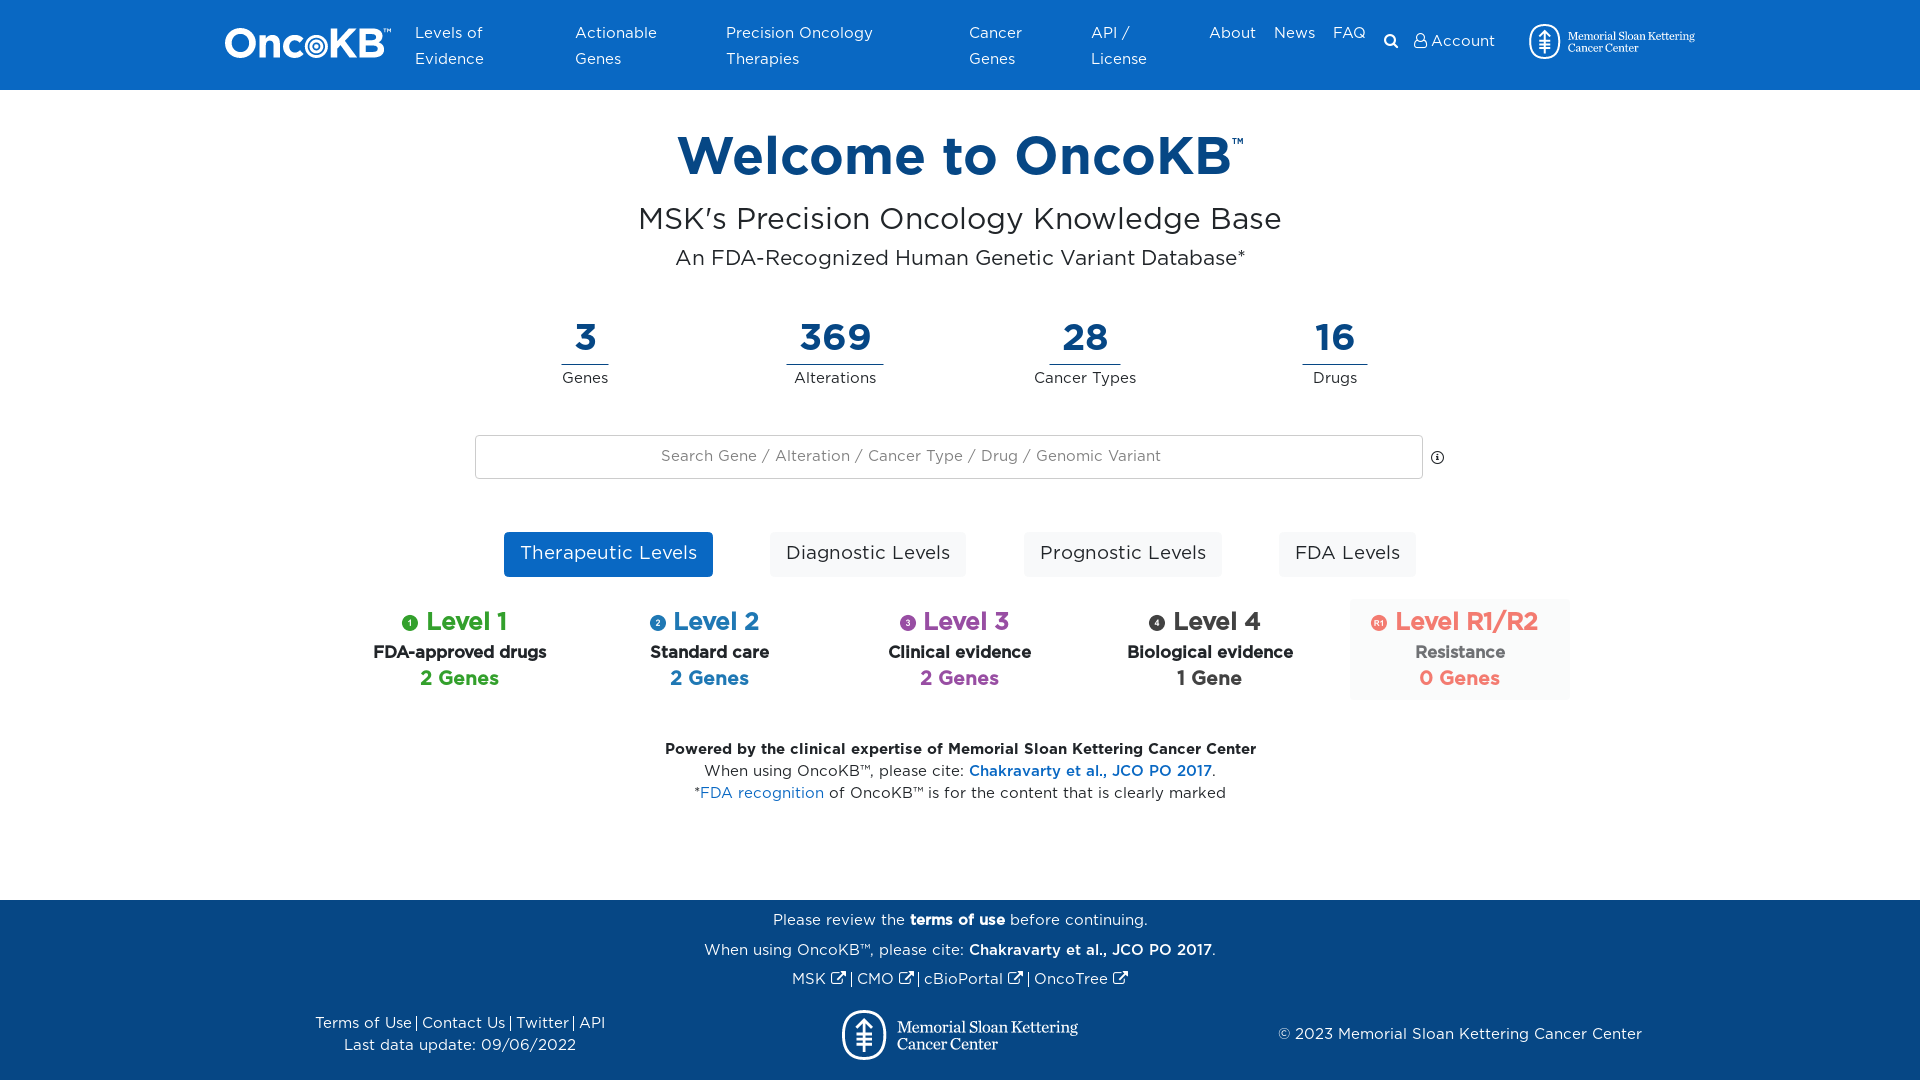 OncoKB™
Levels of Evidence
Actionable Genes
Precision Oncology Therapies
Cancer Genes
API / License
About
News
FAQ
Account
Memorial Sloan Kettering
Cancer Center
Welcome to OncoKB™
MSK's Precision Oncology Knowledge Base
An FDA-Recognized Human Genetic Variant Database*
3
Genes
369
Alterations
28
Cancer Types
16
Drugs
Search Gene / Alteration / Cancer Type / Drug / Genomic Variant
Therapeutic Levels
Diagnostic Levels
Prognostic Levels
FDA Levels
1 Level 1
FDA-approved drugs
2 Genes
2 Level 2
Standard care
2 Genes
3 Level 3
Clinical evidence
2 Genes
4 Level 4
Biological evidence
1 Gene
R1 Level R1/R2
Resistance
0 Genes
Powered by the clinical expertise of Memorial Sloan Kettering Cancer Center
When using OncoKB™, please cite: Chakravarty et al., JCO PO 2017.
*FDA recognition of OncoKB™ is for the content that is clearly marked
Please review the terms of use before continuing.
When using OncoKB™, please cite: Chakravarty et al., JCO PO 2017.
MSK | CMO | cBioPortal | OncoTree
Terms of Use | Contact Us | Twitter | API
Last data update: 09/06/2022
Memorial Sloan Kettering
Cancer Center
© 2023 Memorial Sloan Kettering Cancer Center